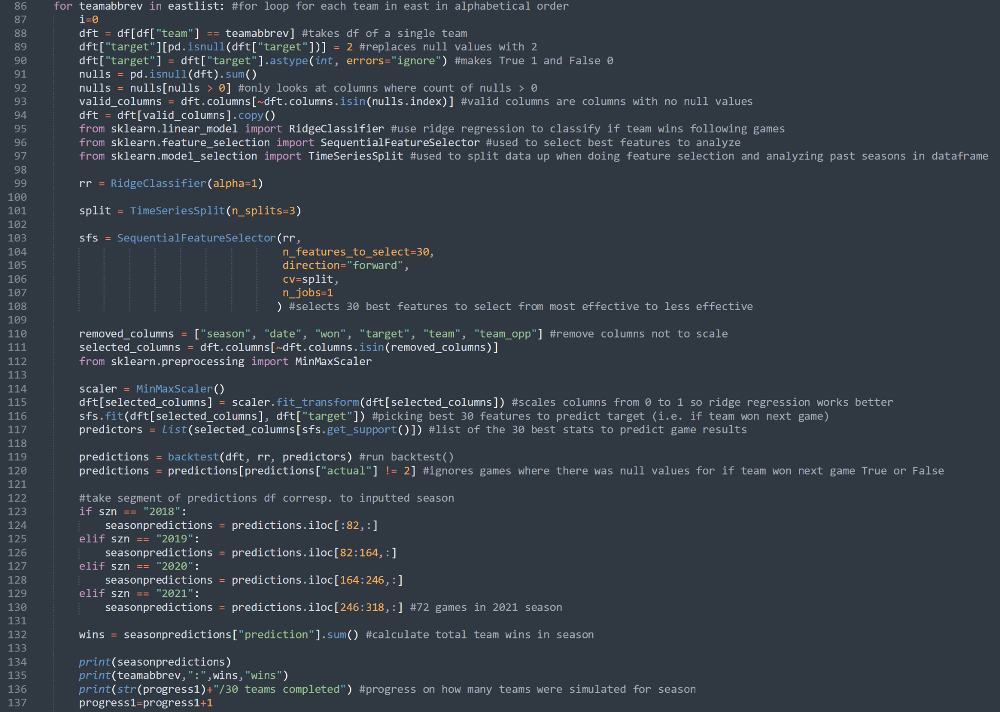 86 for teamabbrev in eastlist: #for loop for each team in east in alphabetical order
87 i=0
88 dft = df[df["team"] == teamabbrev] #takes df of a single team
89 dft["target"][pd.isnull(dft["target"])] = 2 #replaces null values with 2
90 dft["target"] = dft["target"].astype(int, errors="ignore") #makes True 1 and False 0
91 nulls = pd.isnull(dft).sum()
92 nulls = nulls[nulls > 0] #only looks at columns where count of nulls > 0
93 valid_columns = dft.columns[~dft.columns.isin(nulls.index)] #valid columns are columns with no null values
94 dft = dft[valid_columns].copy()
95 from sklearn.linear_model import RidgeClassifier #use ridge regression to classify if team wins following games
96 from sklearn.feature_selection import SequentialFeatureSelector #used to select best features to analyze
97 from sklearn.model_selection import TimeSeriesSplit #used to split data up when doing feature selection and analyzing past seasons in dataframe
98
99 rr = RidgeClassifier(alpha=1)
100
101 split = TimeSeriesSplit(n_splits=3)
102
103 sfs = SequentialFeatureSelector(rr,
104 n_features_to_select=30,
105 direction="forward",
106 cv=split,
107 n_jobs=1
108 ) #selects 30 best features to select from most effective to less effective
109
110 removed_columns = ["season", "date", "won", "target", "team", "team_opp"] #remove columns not to scale
111 selected_columns = dft.columns[~dft.columns.isin(removed_columns)]
112 from sklearn.preprocessing import MinMaxScaler
113
114 scaler = MinMaxScaler()
115 dft[selected_columns] = scaler.fit_transform(dft[selected_columns]) #scales columns from 0 to 1 so ridge regression works better
116 sfs.fit(dft[selected_columns], dft["target"]) #picking best 30 features to predict target (i.e. if team won next game)
117 predictors = list(selected_columns[sfs.get_support()]) #list of the 30 best stats to predict game results
118
119 predictions = backtest(dft, rr, predictors) #run backtest()
120 predictions = predictions[predictions["actual"] != 2] #ignores games where there was null values for if team won next game True or False
121
122 #take segment of predictions df corresp. to inputted season
123 if szn == "2018":
124 seasonpredictions = predictions.iloc[:82,:]
125 elif szn == "2019":
126 seasonpredictions = predictions.iloc[82:164,:]
127 elif szn == "2020":
128 seasonpredictions = predictions.iloc[164:246,:]
129 elif szn == "2021":
130 seasonpredictions = predictions.iloc[246:318,:] #72 games in 2021 season
131
132 wins = seasonpredictions["prediction"].sum() #calculate total team wins in season
133
134 print(seasonpredictions)
135 print(teamabbrev,":",wins,"wins")
136 print(str(progress1)+"/30 teams completed") #progress on how many teams were simulated for season
137 progress1=progress1+1